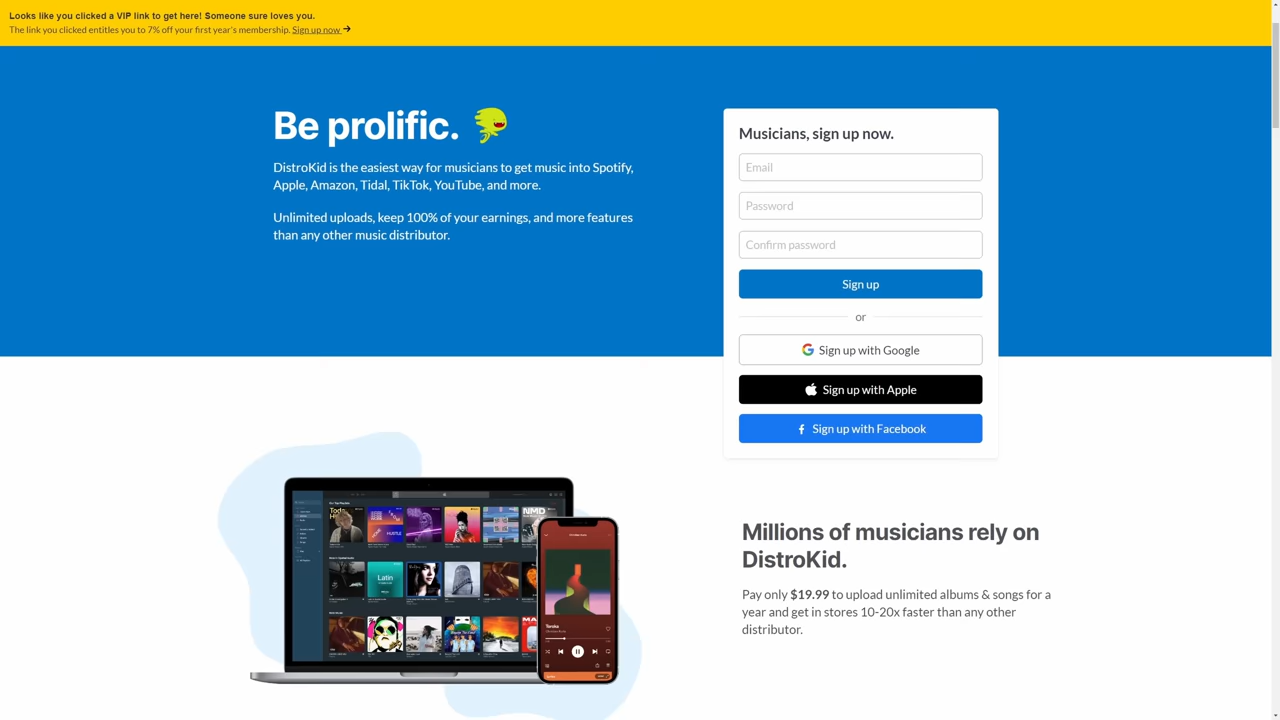 Looks like you clicked a VIP link to get here! Someone sure loves you.
The link you clicked entitles you to 7% off your first year's membership. Sign up now
Be prolific.
DistroKid is the easiest way for musicians to get music into Spotify,
Apple, Amazon, Tidal, TikTok, YouTube, and more.
Unlimited uploads, keep 100% of your earnings, and more features
than any other music distributor.
Musicians, sign up now.
Email
Password
Confirm password
Sign up
or
Sign up with Google
Sign up with Apple
Sign up with Facebook
Latin
HUSTLE
NMD
Teroka
Millions of musicians rely on
DistroKid.
Pay only $19.99 to upload unlimited albums & songs for a
year and get in stores 10-20x faster than any other
distributor.